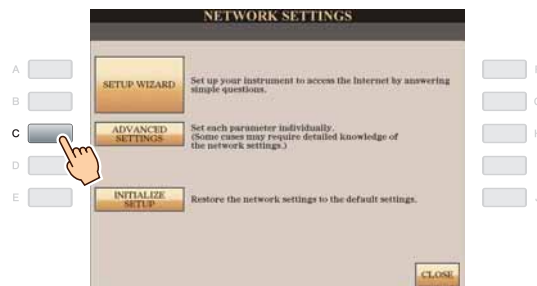 NETWORK SETTINGS
A
B
C
D
E
SETUP WIZARD
Set up your instrument to access the Internet by answering
simple questions.
ADVANCED
SETTINGS
Set each parameter individually.
(Some cases may require detailed knowledge of
the network settings.)
INITIALIZE
SETUP
Restore the network settings to the default settings.
CLOSE